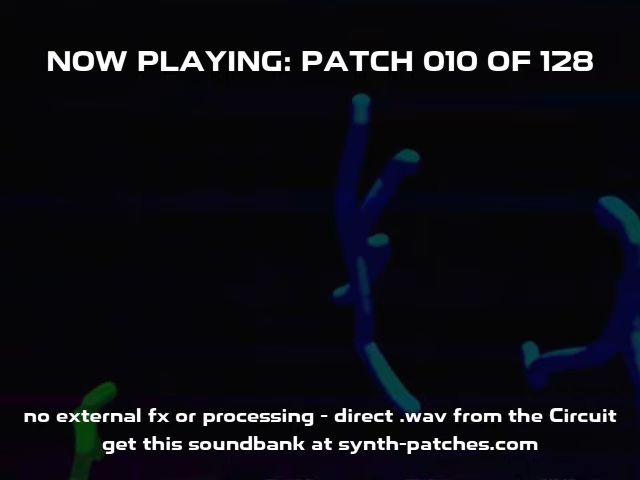 NOW PLAYING: PATCH 010 OF 128
no external fx or processing - direct .wav from the Circuit
get this soundbank at synth-patches.com